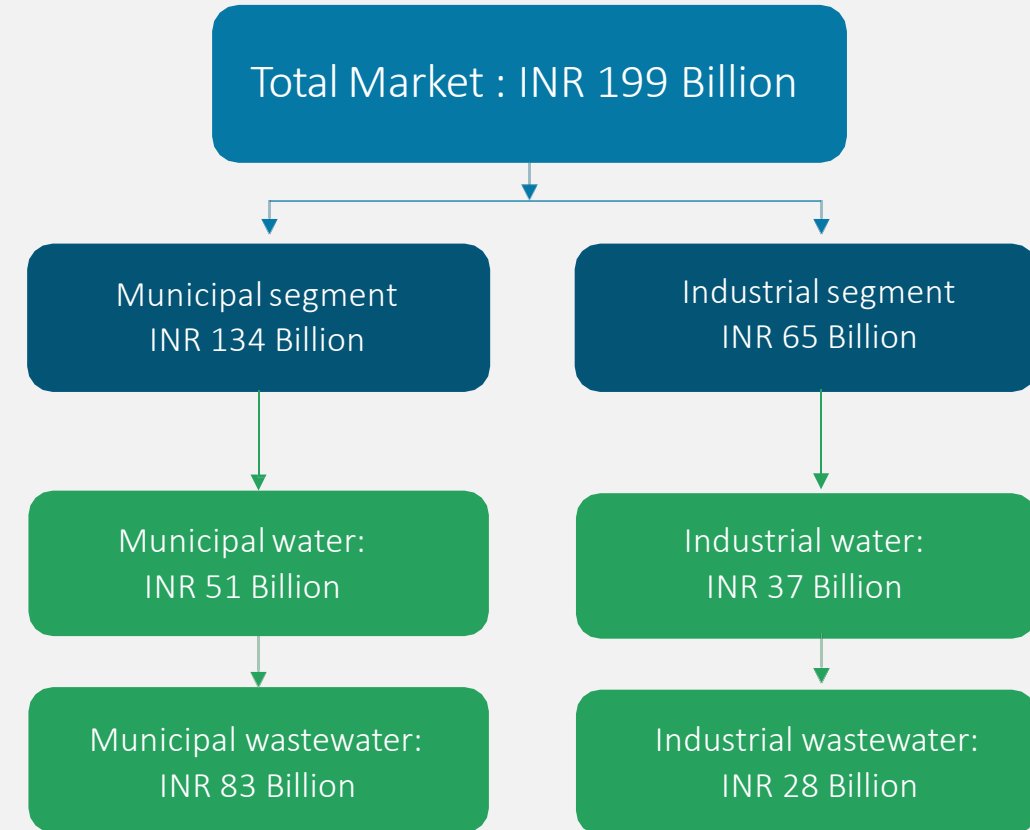 Total Market : INR 199 Billion
Municipal segment
INR 134 Billion
Industrial segment
INR 65 Billion
Municipal water:
INR 51 Billion
Industrial water:
INR 37 Billion
Municipal wastewater:
INR 83 Billion
Industrial wastewater:
INR 28 Billion